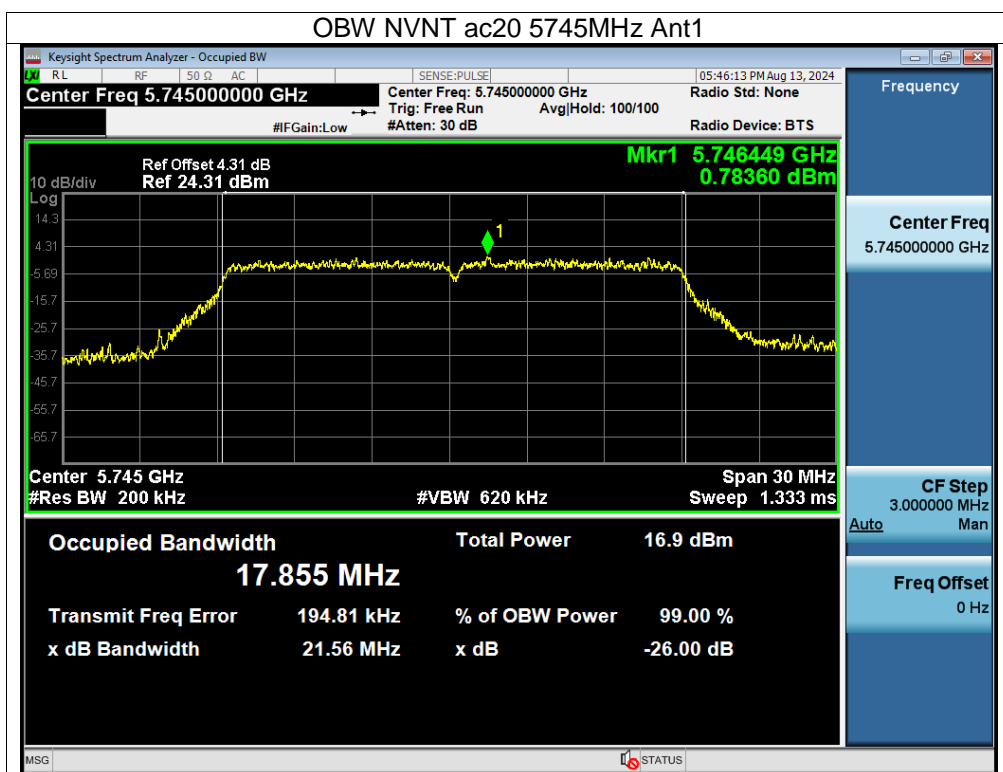 OBW NVNT ac20 5745MHz Ant1
Keysight Spectrum Analyzer - Occupied BW
LXI RL RF 50 Ω AC SENSE:PULSE 05:46:13 PM Aug 13, 2024
Center Freq 5.745000000 GHz Center Freq: 5.745000000 GHz Radio Std: None
Trig: Free Run Avg|Hold: 100/100
#IFGain:Low #Atten: 30 dB Radio Device: BTS
Frequency
Mkr1 5.746449 GHz
0.78360 dBm
Ref Offset 4.31 dB
10 dB/div Ref 24.31 dBm
Log
14.3
4.31
-5.69
-15.7
-25.7
-35.7
-45.7
-55.7
-65.7
1
Center 5.745 GHz Span 30 MHz
#Res BW 200 kHz #VBW 620 kHz Sweep 1.333 ms
Occupied Bandwidth Total Power 16.9 dBm
17.855 MHz
Transmit Freq Error 194.81 kHz % of OBW Power 99.00 %
x dB Bandwidth 21.56 MHz x dB -26.00 dB
Center Freq
5.745000000 GHz
CF Step
3.000000 MHz
Auto Man
Freq Offset
0 Hz
MSG STATUS